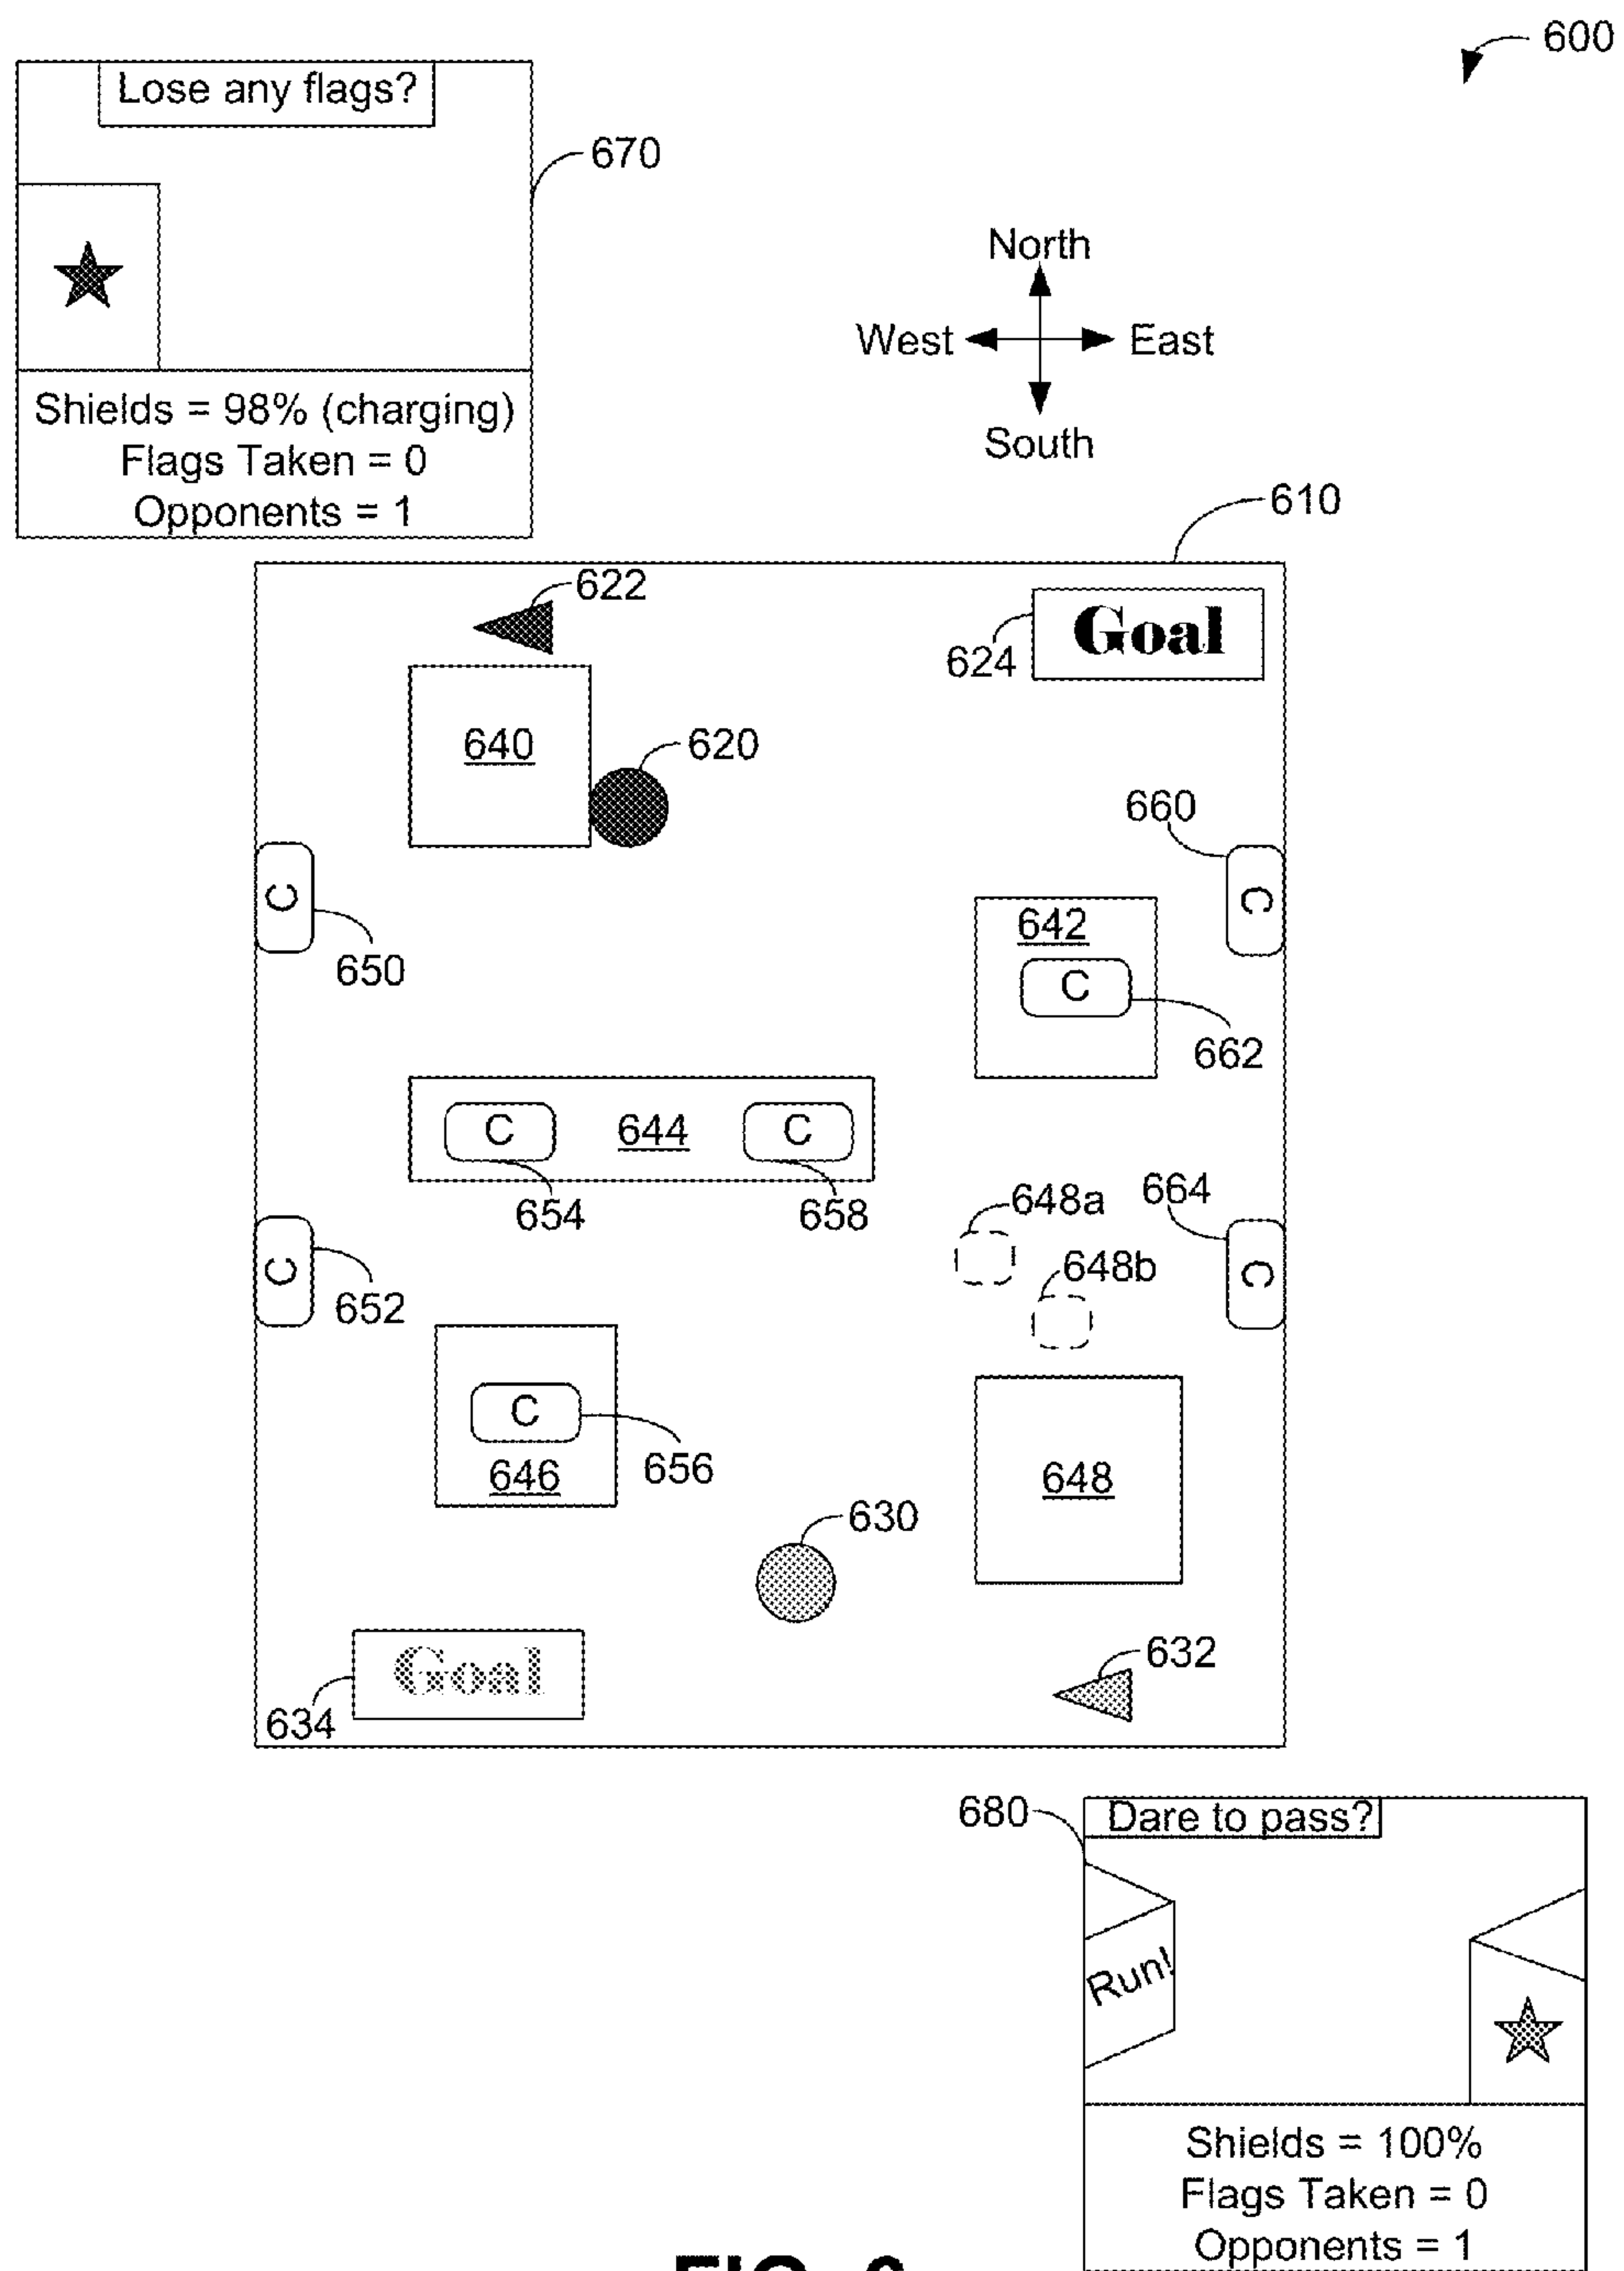 600
Lose any flags?
670
Shields = 98% (charging)
Flags Taken = 0
Opponents = 1
North
West
East
South
610
622
Goal
624
640
620
660
C
650
C
642
C
662
C
644
C
654
658
648a
664
648b
C
652
C
C
646
656
648
630
Goal
634
632
680
Dare to pass?
Run!
Shields = 100%
Flags Taken = 0
Opponents = 1